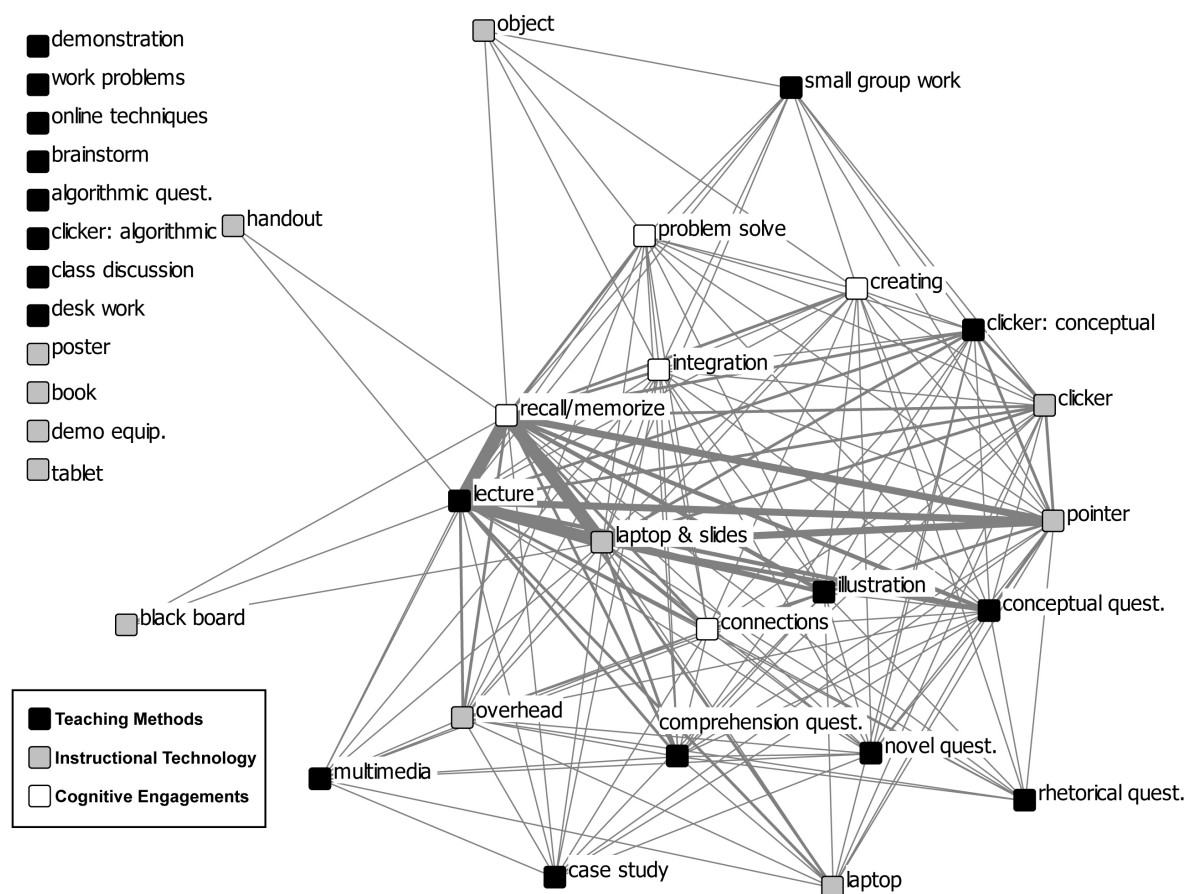 object
demonstration
small group work
work problems
online techniques
brainstorm
algorithmic quest.
handout
problem solve
clicker: algorithmic
class discussion
creating
desk work
clicker: conceptual
poster
integration
book
clicker
recall/memorize
demo equip.
tablet
lecture
pointer
laptop & slides
illustration
conceptual quest.
black board
connections
overhead
comprehension quest.
Teaching Methods
novel quest.
Instructional Technology
multimedia
Cognitive Engagements
rhetorical quest.
case study
laptop